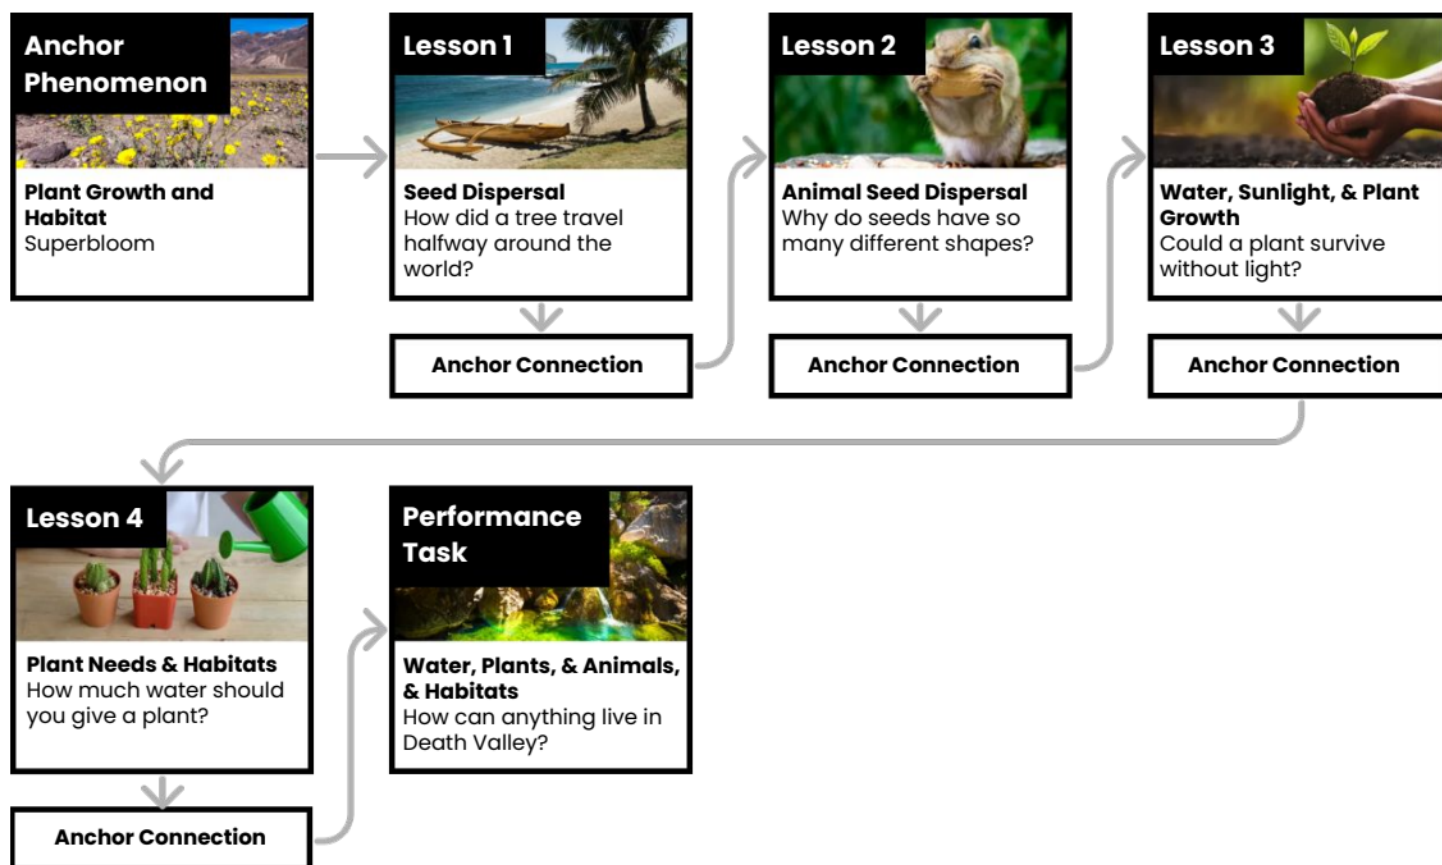 Anchor
Phenomenon
Plant Growth and
Habitat
Superbloom
Lesson 1
Seed Dispersal
How did a tree travel
halfway around the
world?
Anchor Connection
Lesson 2
Animal Seed Dispersal
Why do seeds have so
many different shapes?
Anchor Connection
Lesson 3
Water, Sunlight, & Plant
Growth
Could a plant survive
without light?
Anchor Connection
Lesson 4
Plant Needs & Habitats
How much water should
you give a plant?
Anchor Connection
Performance
Task
Water, Plants, & Animals,
& Habitats
How can anything live in
Death Valley?